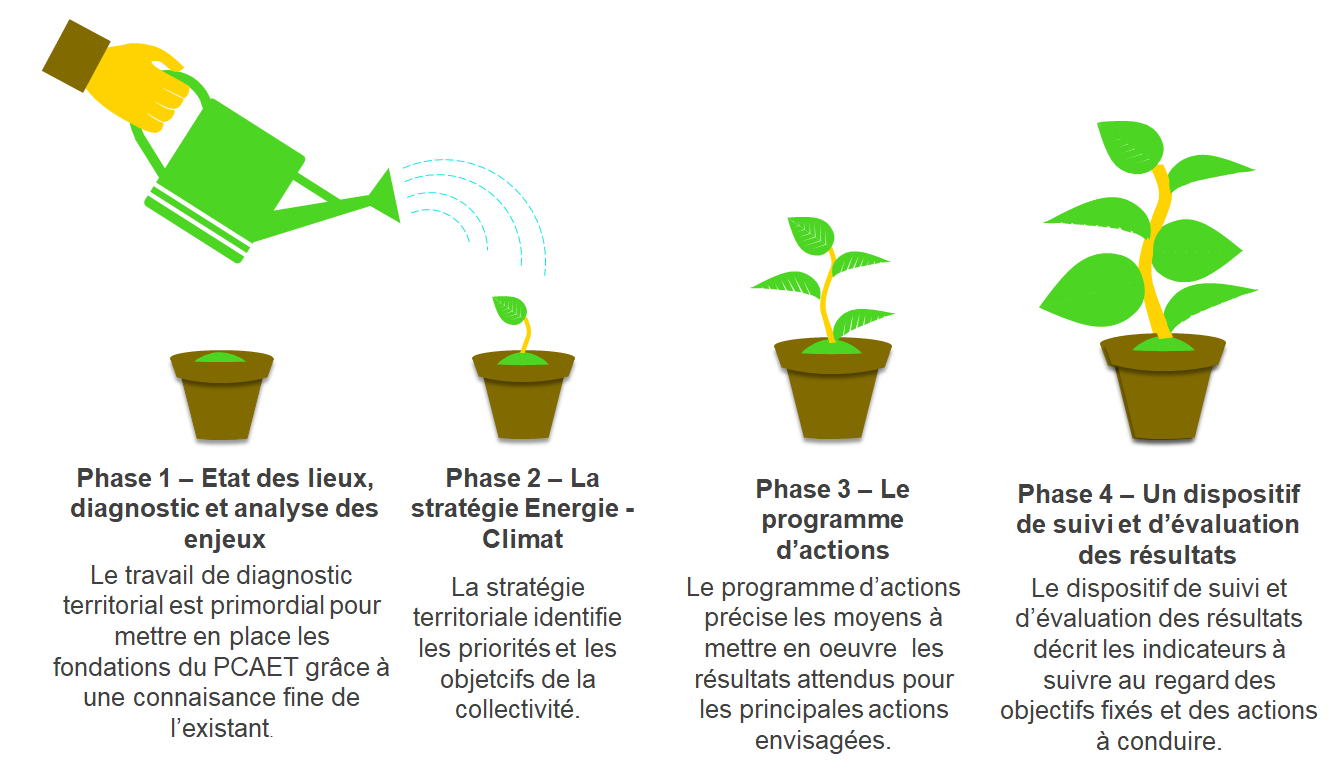 Phase 1 – Etat des lieux,
diagnostic et analyse des
enjeux
Le travail de diagnostic
territorial est primordial pour
mettre en place les
fondations du PCAET grâce à
une connaisance fine de
l’existant.
Phase 2 – La
stratégie Energie -
Climat
La stratégie
territoriale identifie
les priorités et les
objetcifs de la
collectivité.
Phase 3 – Le
programme
d’actions
Le programme d’actions
précise les moyens à
mettre en oeuvre  les
résultats attendus pour
les principales actions
envisagées.
Phase 4 – Un dispositif
de suivi et d’évaluation
des résultats
Le dispositif de suivi et
d’évaluation des résultats
décrit les indicateurs à
suivre au regard des
objectifs fixés et des actions
à conduire.